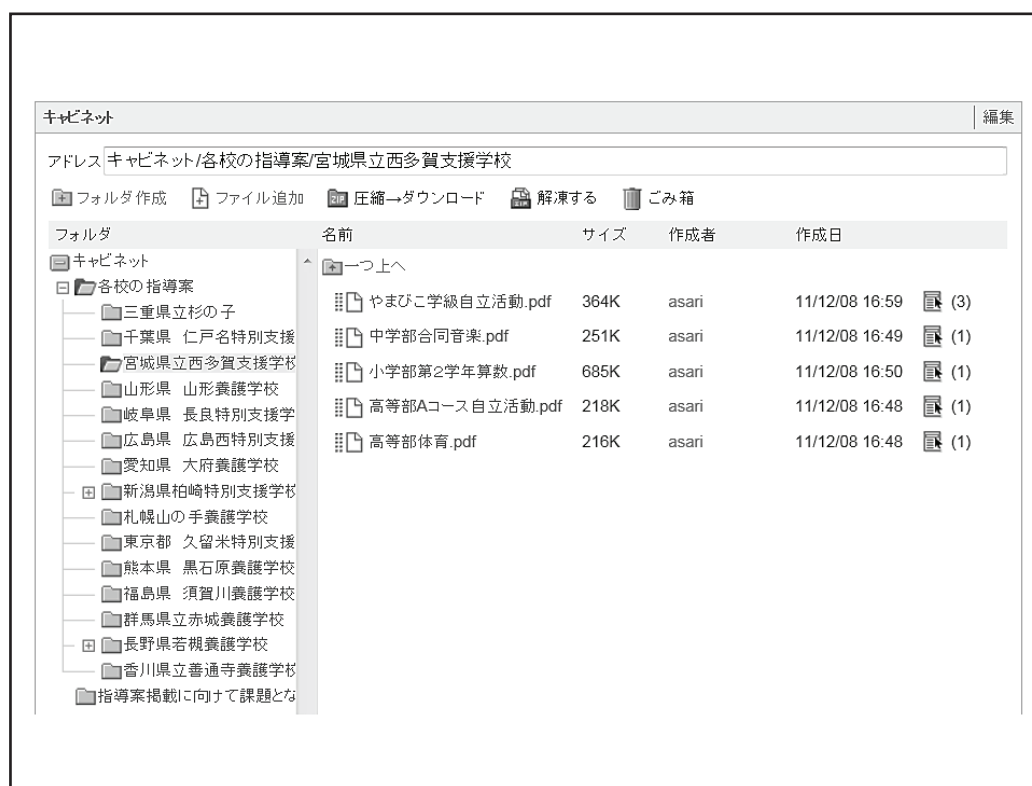 キャビネット 編集
アドレス キャビネット/各校の指導案/宮城県立西多賀支援学校
フォルダ作成 ファイル追加 圧縮→ダウンロード 解凍する ごみ箱
フォルダ 名前 サイズ 作成者 作成日
キャビネット
各校の指導案
三重県立杉の子
千葉県 仁戸名特別支援
宮城県立西多賀支援学校
山形県 山形養護学校
岐阜県 長良特別支援学
広島県 広島西特別支援
愛知県 大府養護学校
新潟県柏崎特別支援学校
札幌山の手養護学校
東京都 久留米特別支援
熊本県 黒石原養護学校
福島県 須賀川養護学校
群馬県立赤城養護学校
長野県若槻養護学校
香川県立善通寺養護学校
指導案掲載に向けて課題とな
一つ上へ
やまびこ学級自立活動.pdf 364K asari 11/12/08 16:59 (3)
中学部合同音楽.pdf 251K asari 11/12/08 16:49 (1)
小学部第2学年算数.pdf 685K asari 11/12/08 16:50 (1)
高等部Aコース自立活動.pdf 218K asari 11/12/08 16:48 (1)
高等部体育.pdf 216K asari 11/12/08 16:48 (1)